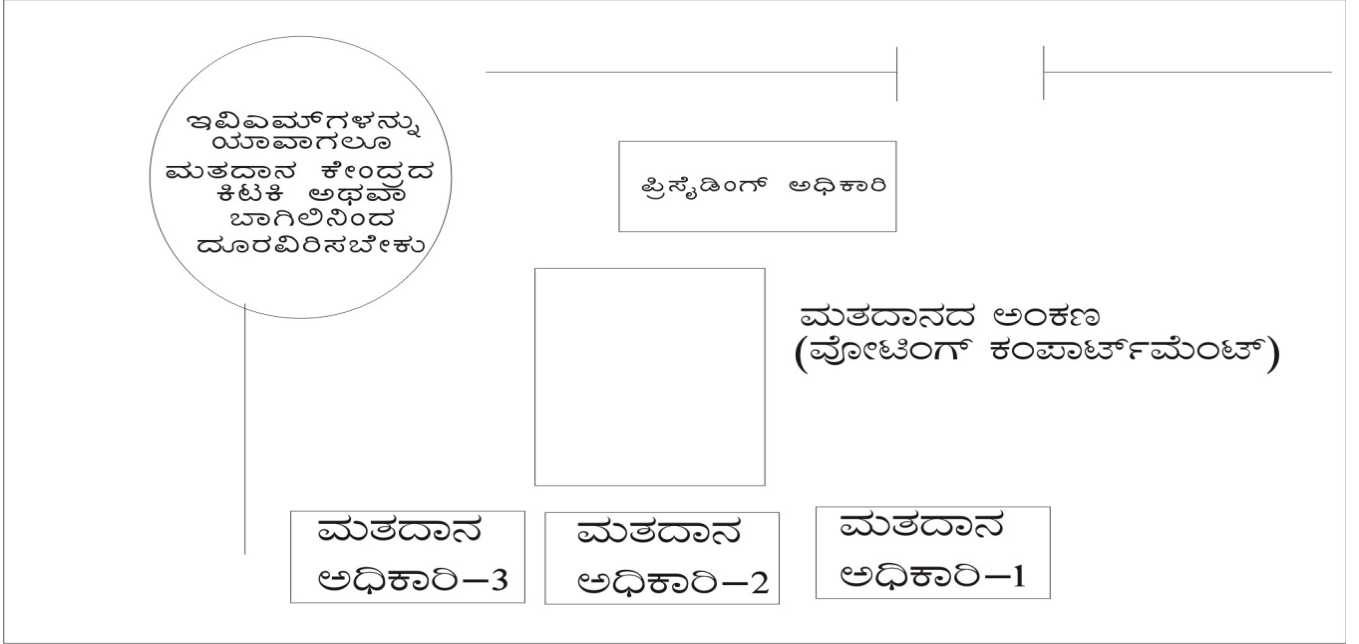 ಇವಿಎಮ್‌ಗಳನ್ನು
ಯಾವಾಗಲೂ
ಮತದಾನ ಕೇಂದ್ರದ
ಕಿಟಕಿ ಅಥವಾ
ಬಾಗಿಲಿನಿಂದ
ದೂರವಿರಿಸಬೇಕು
ಪ್ರಿಸೈಡಿಂಗ್ ಅಧಿಕಾರಿ
ಮತದಾನದ ಅಂಕಣ
(ವೋಟಿಂಗ್ ಕಂಪಾರ್ಟ್‌ಮೆಂಟ್)
ಮತದಾನ
ಅಧಿಕಾರಿ–3
ಮತದಾನ
ಅಧಿಕಾರಿ–2
ಮತದಾನ
ಅಧಿಕಾರಿ–1